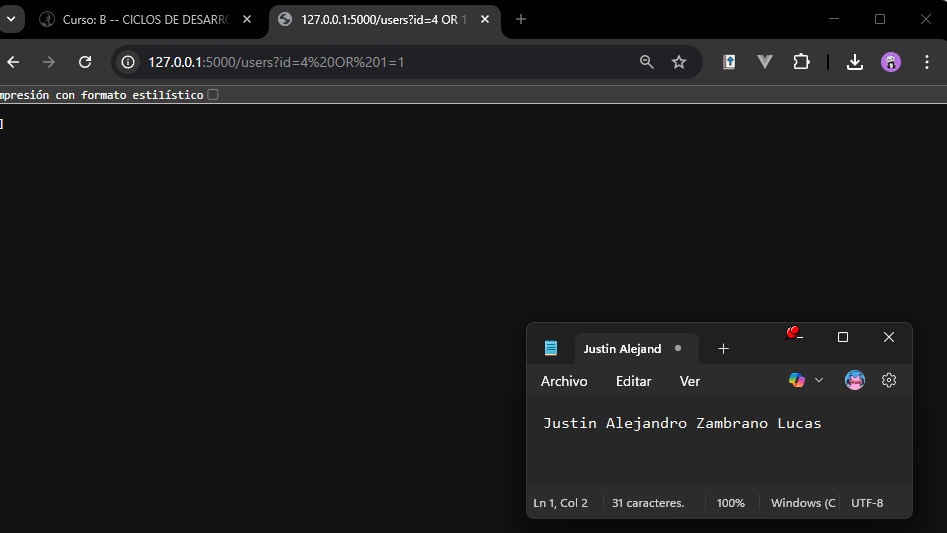 Curso: B -- CICLOS DE DESARRO
127.0.0.1:5000/users?id=4 OR 1
127.0.0.1:5000/users?id=4%20OR%201=1
mpresión con formato estilístico
]
Justin Alejand
Archivo Editar Ver
Justin Alejandro Zambrano Lucas
Ln 1, Col 2 31 caracteres. 100% Windows (C UTF-8